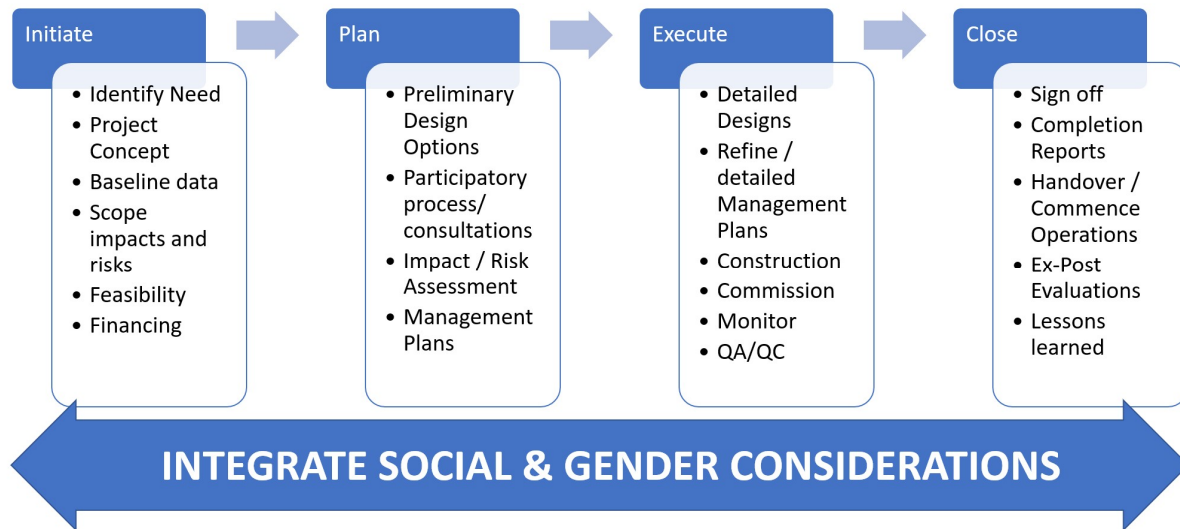 Initiate
• Identify Need
• Project
Concept
• Baseline data
• Scope
impacts and
risks
• Feasibility
• Financing
Plan
• Preliminary
Design
Options
• Participatory
process/
consultations
• Impact / Risk
Assessment
• Management
Plans
Execute
• Detailed
Designs
• Refine /
detailed
Management
Plans
• Construction
• Commission
• Monitor
• QA/QC
Close
• Sign off
• Completion
Reports
• Handover /
Commence
Operations
• Ex-Post
Evaluations
• Lessons
learned
INTEGRATE SOCIAL & GENDER CONSIDERATIONS